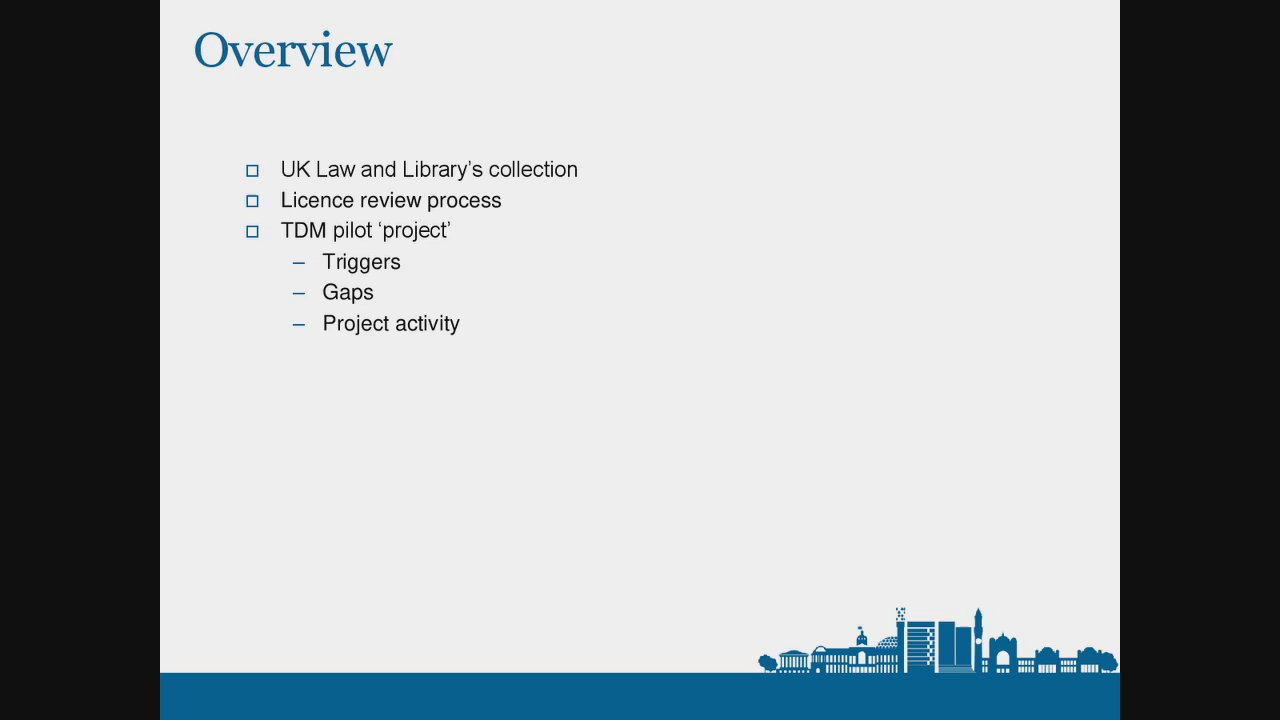 Overview
UK Law and Library’s collection
Licence review process
TDM pilot ‘project’
– Triggers
– Gaps
– Project activity